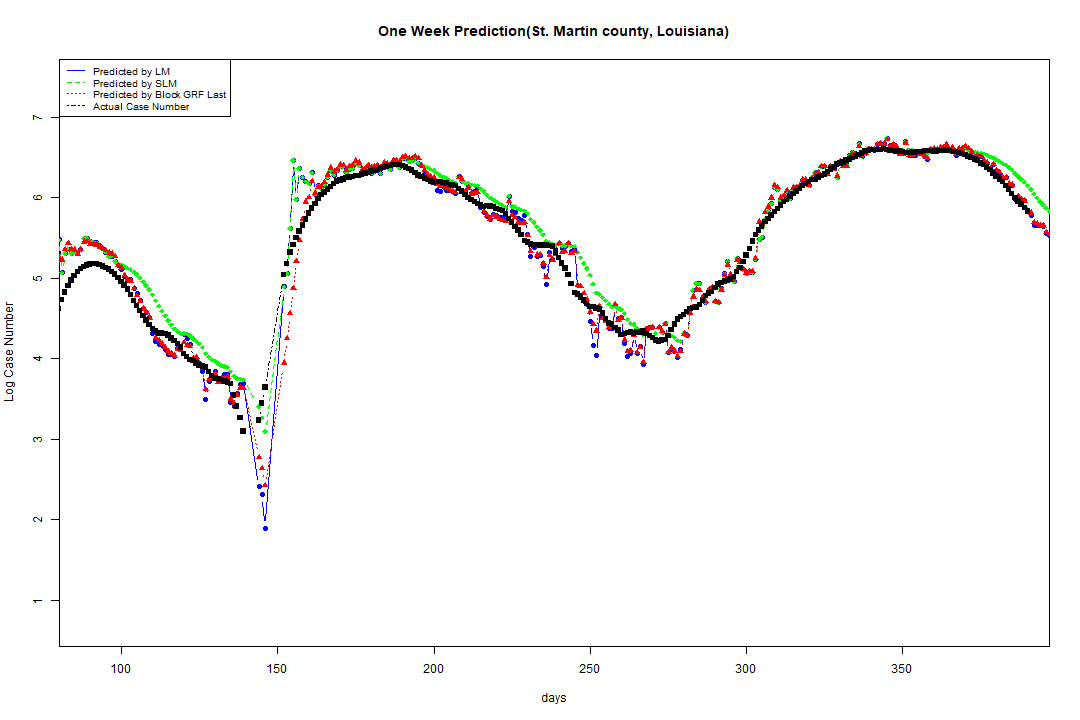 One Week Prediction(St. Martin county, Louisiana)
Predicted by LM
Predicted by SLM
Predicted by Block GRF Last
Actual Case Number
Log Case Number
7
6
5
4
3
2
1
100 150 200 250 300 350
days